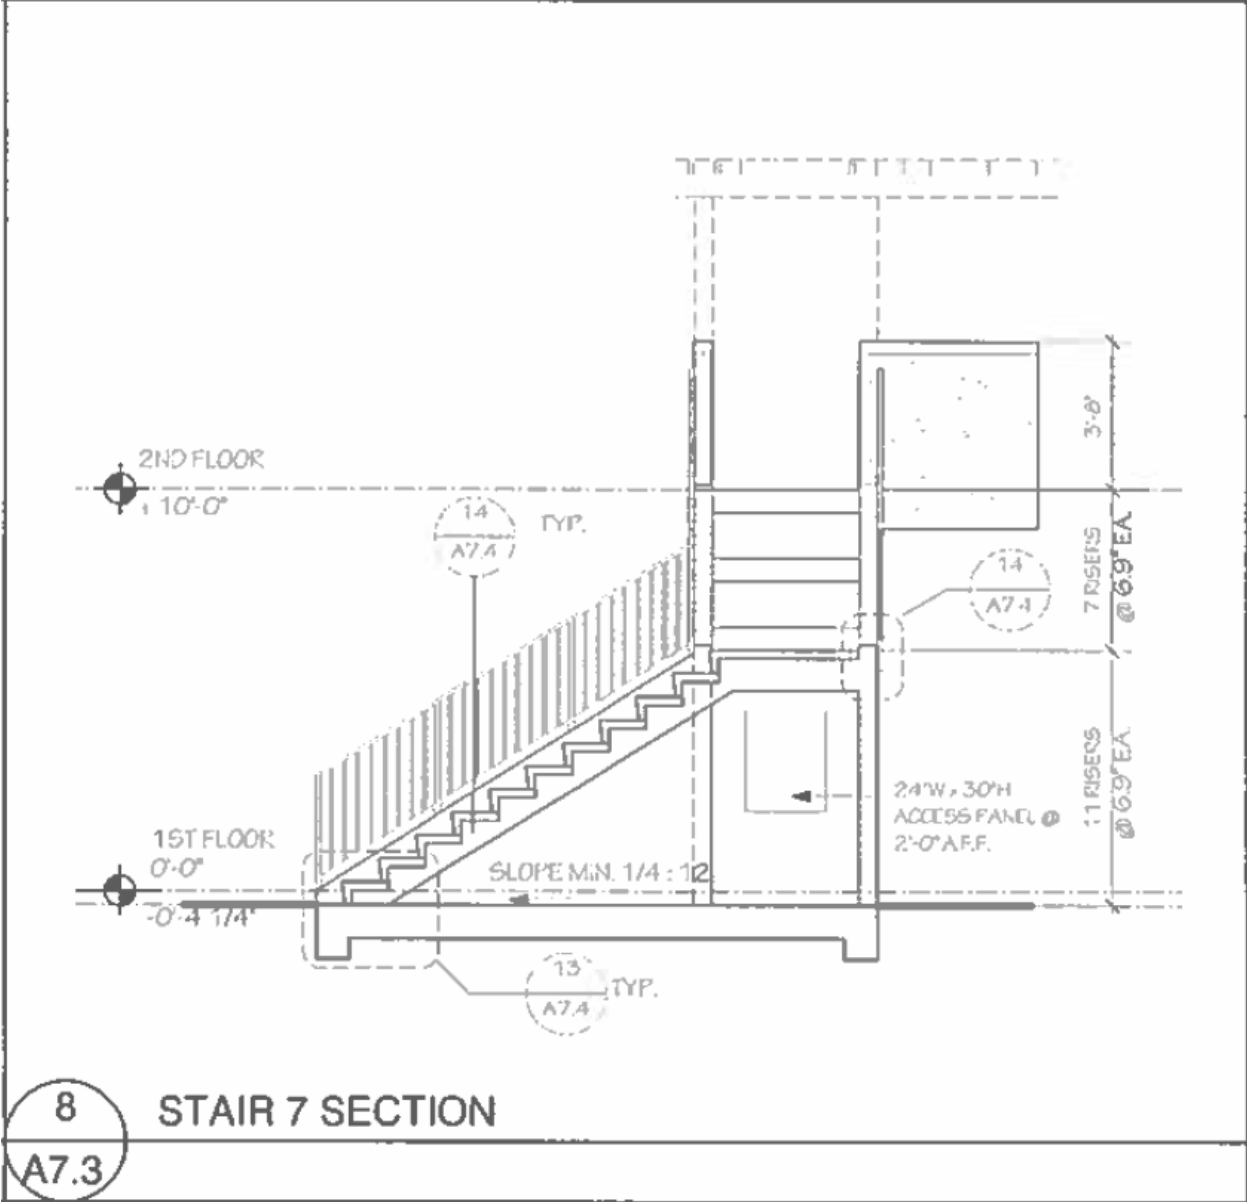 2ND FLOOR
10'-0"
14
A7.4
TYP.
3'-8"
7 RISERS
@ 6.9" EA.
14
A7.4
11 RISERS
@ 6.9" EA.
24"W x 30"H
ACCESS PANEL @
2'-0" A.F.F.
1ST FLOOR
0'-0"
-0'-4 1/4"
SLOPE MIN. 1/4 : 12
13
A7.4
TYP.
8
A7.3
STAIR 7 SECTION